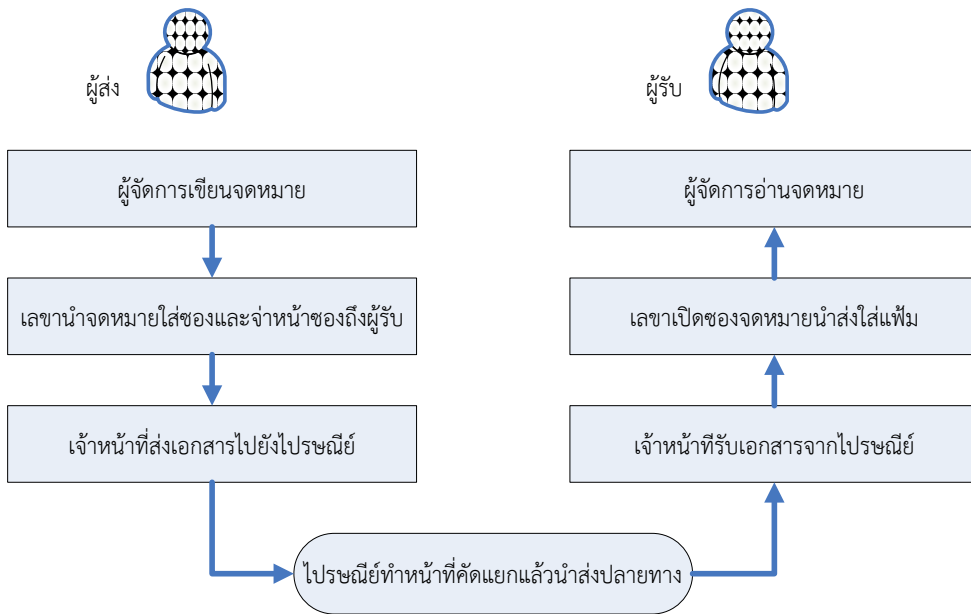 ผู้ส่ง
ผู้รับ
ผู้จัดการเขียนจดหมาย
ผู้จัดการอ่านจดหมาย
เลขานำจดหมายใส่ซองและจ่าหน้าซองถึงผู้รับ
เลขาเปิดซองจดหมายนำส่งใส่แฟ้ม
เจ้าหน้าที่ส่งเอกสารไปยังไปรษณีย์
เจ้าหน้าทีรับเอกสารจากไปรษณีย์
ไปรษณีย์ทำหน้าที่คัดแยกแล้วนำส่งปลายทาง